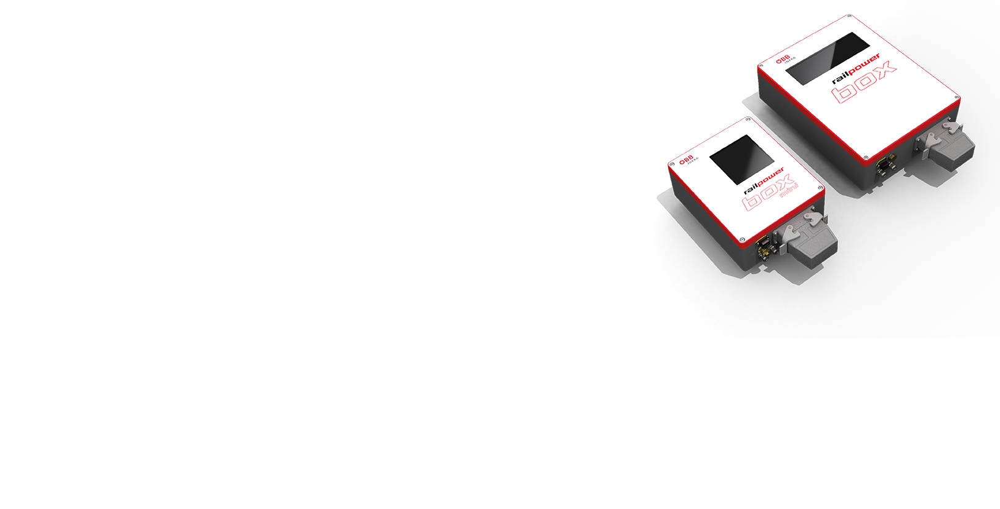 ÖBB
INFRA
railpower
box
ÖBB
INFRA
railpower
box
mini